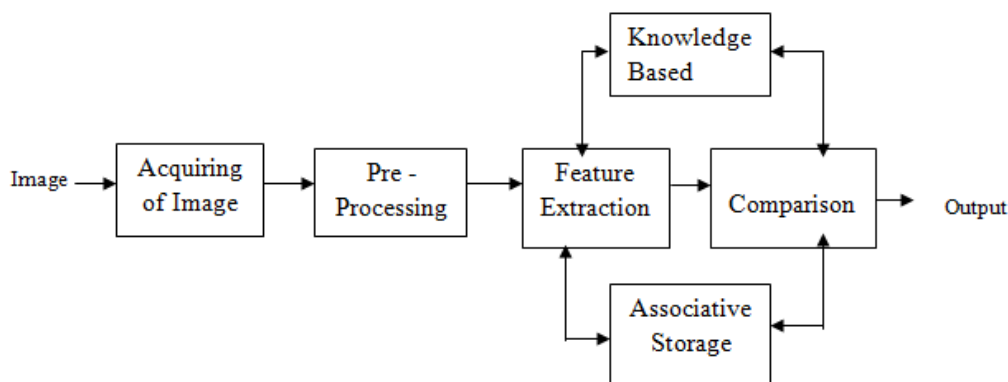 Knowledge
Based
Image
Acquiring
of Image
Pre -
Processing
Feature
Extraction
Comparison
Output
Associative
Storage